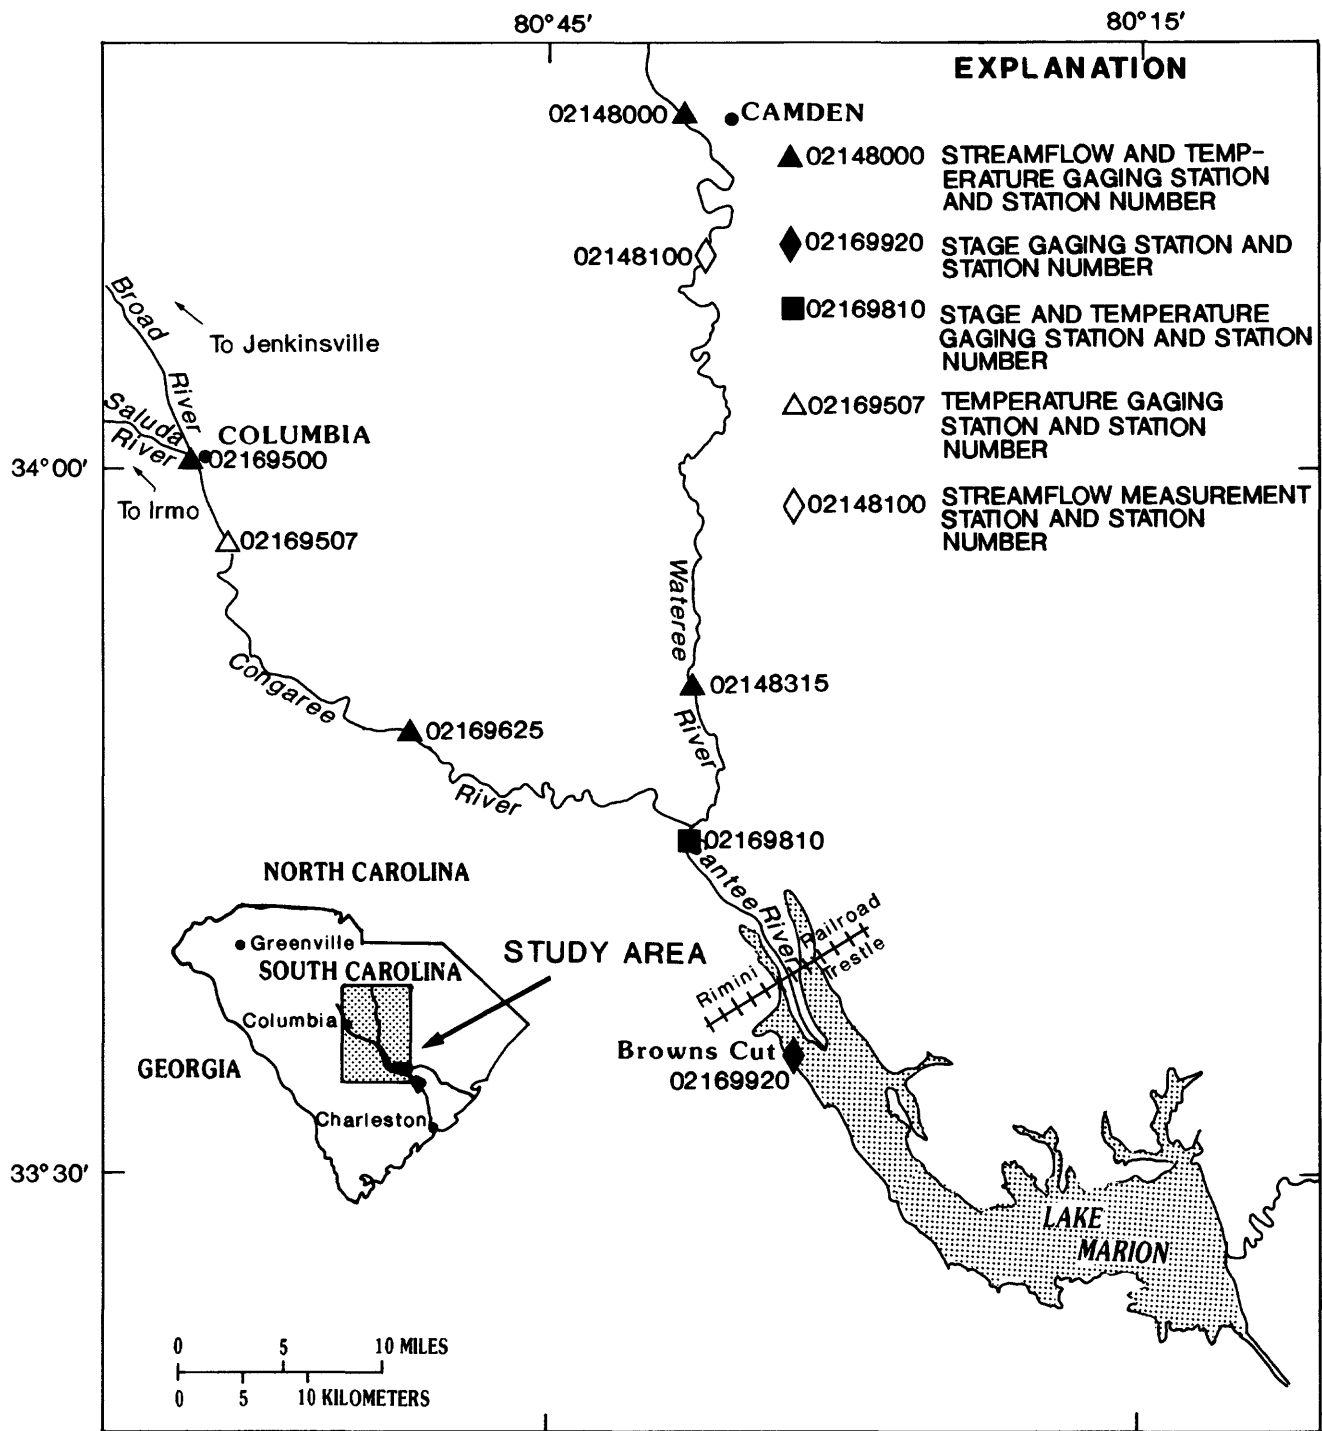 80°45' 80°15'
EXPLANATION
02148000 CAMDEN
02148000 STREAMFLOW AND TEMP-
ERATURE GAGING STATION
AND STATION NUMBER
02169920 STAGE GAGING STATION AND
STATION NUMBER
02148100
02169810 STAGE AND TEMPERATURE
GAGING STATION AND STATION
NUMBER
02169507 TEMPERATURE GAGING
STATION AND STATION
NUMBER
02148100 STREAMFLOW MEASUREMENT
STATION AND STATION
NUMBER
Broad
River
To Jenkinsville
Saluda
River
COLUMBIA
02169500
34°00'
To Irmo
02169507
Wateree
River
Congaree
River
02148315
02169625
02169810
antee River
Rimini Railroad
Trestle
NORTH CAROLINA
Greenville
SOUTH CAROLINA
STUDY AREA
Columbia
GEORGIA
Charleston
Browns Cut
02169920
33°30'
LAKE
MARION
0 5 10 MILES
0 5 10 KILOMETERS